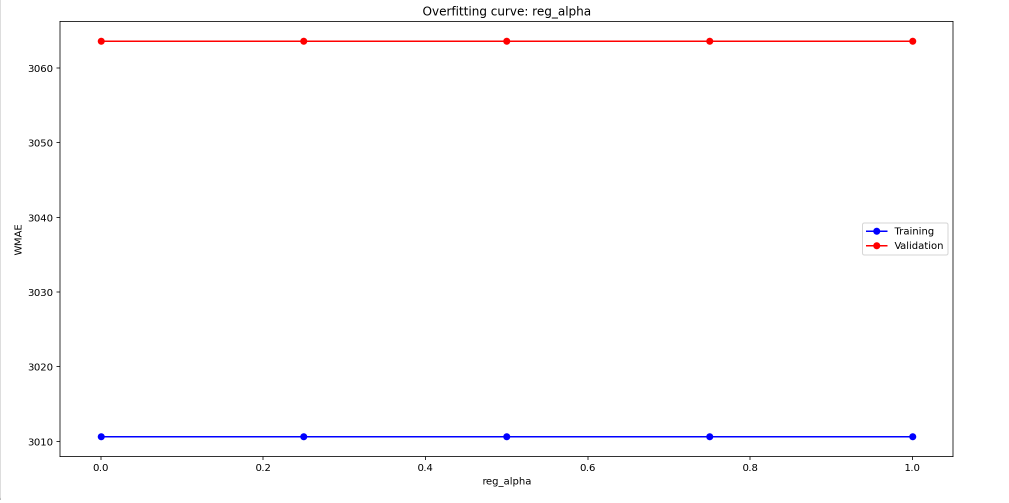 Overfitting curve: reg_alpha
3060
3050
3040
3030
3020
3010
WMAE
Training
Validation
0.0 0.2 0.4 0.6 0.8 1.0
reg_alpha